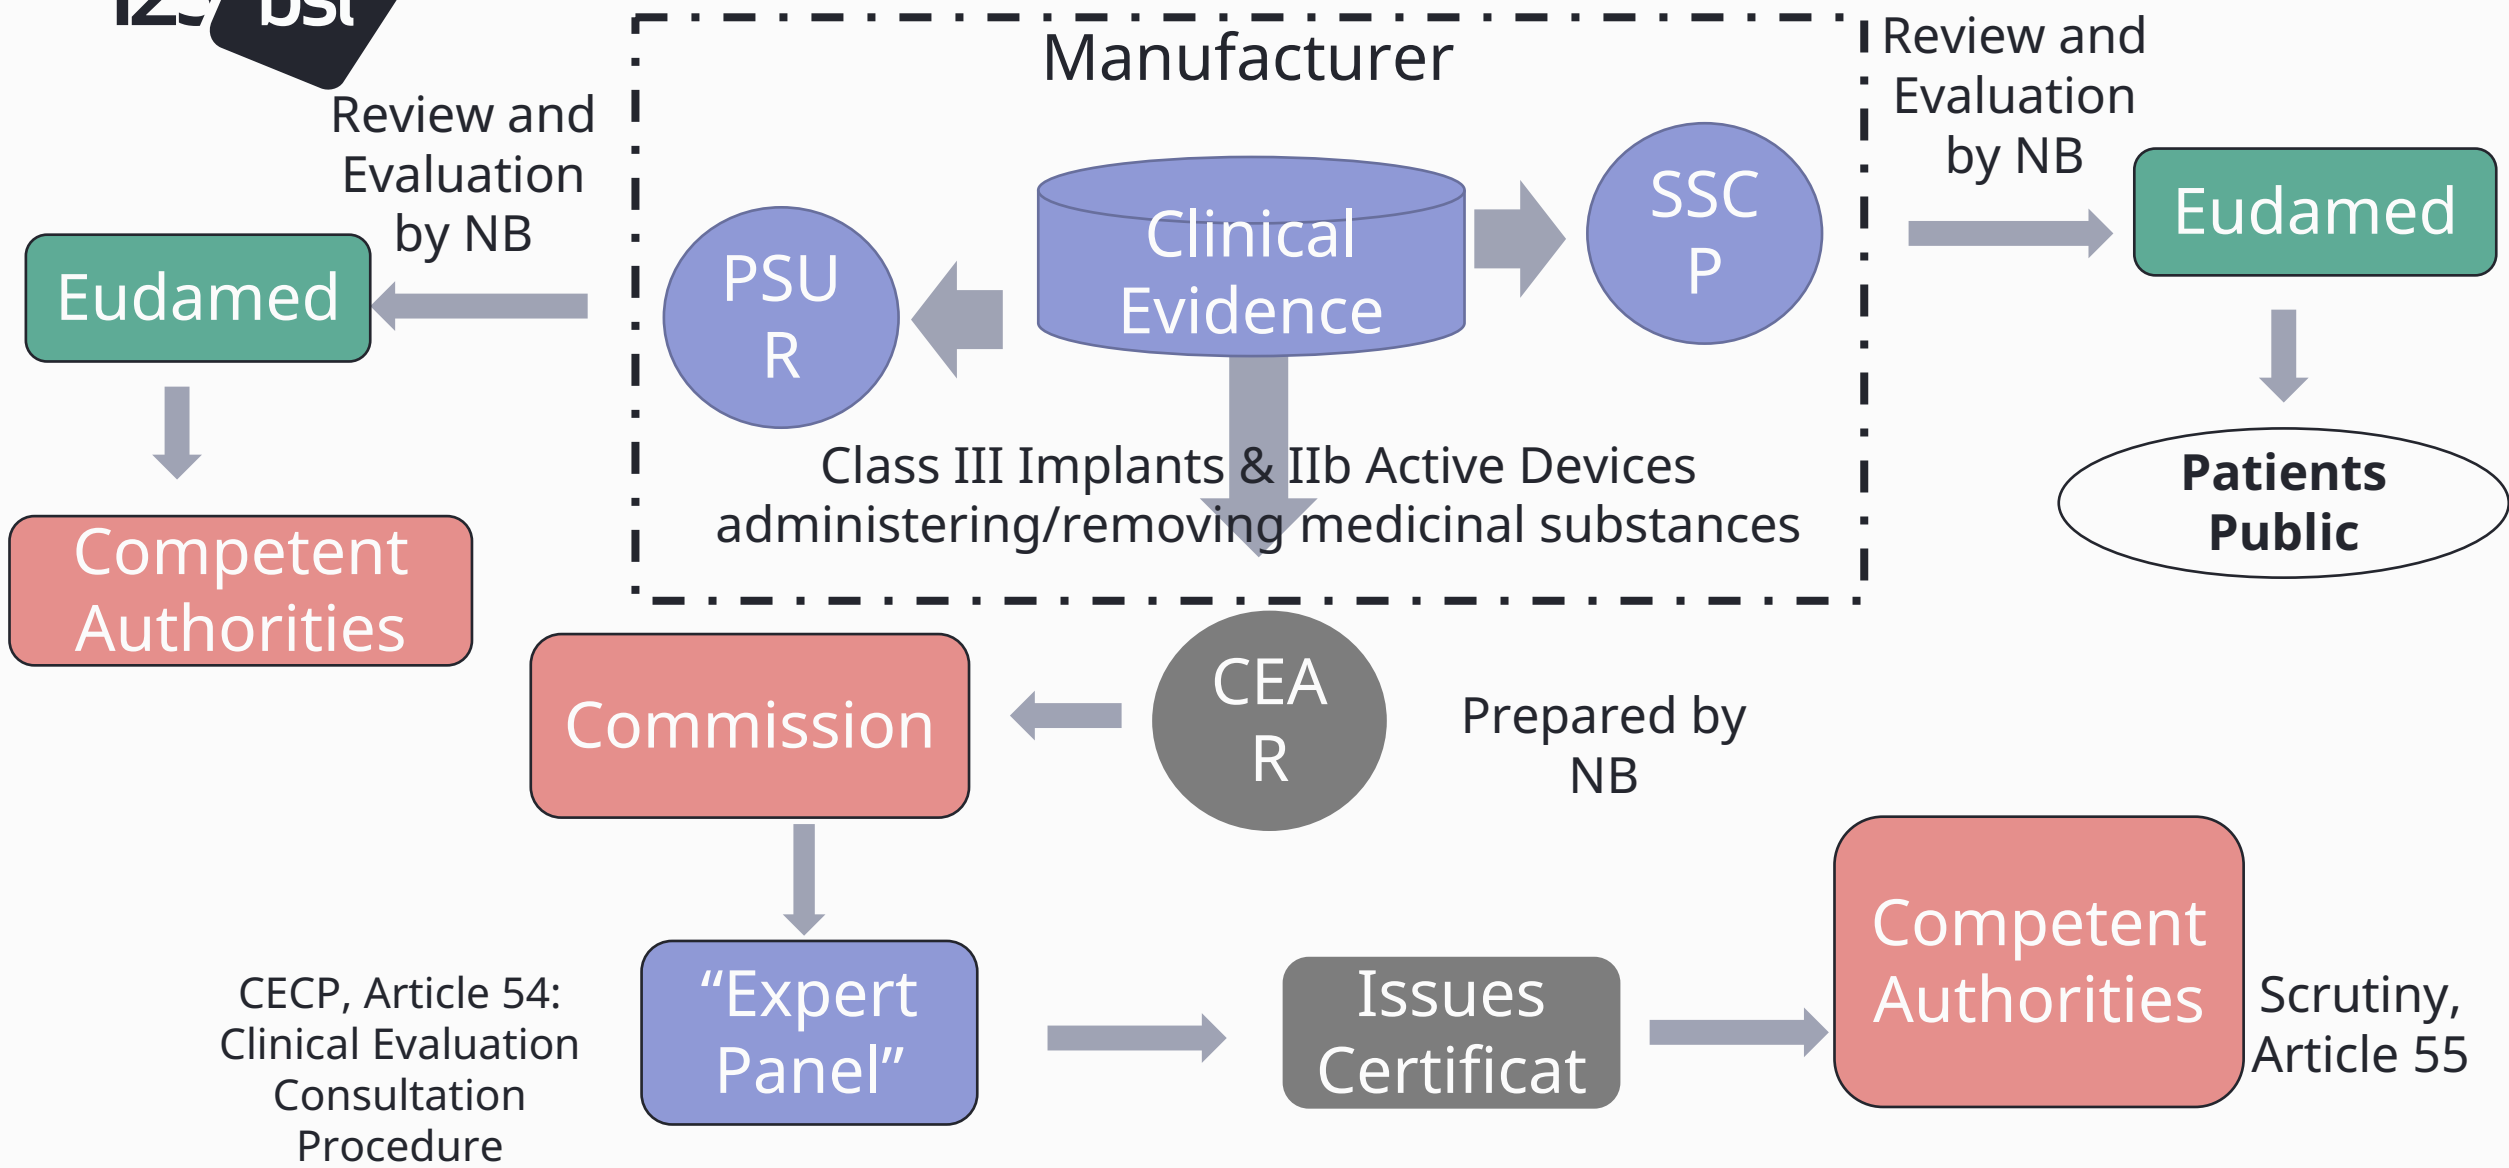 bsi
Manufacturer
Review and
Evaluation
by NB
Review and
Evaluation
by NB
Eudamed
PSU
R
Clinical
Evidence
SSC
P
Eudamed
Class III Implants & IIb Active Devices
administering/removing medicinal substances
Patients
Public
Competent
Authorities
Commission
CEA
R
Prepared by
NB
CECP, Article 54:
Clinical Evaluation
Consultation
Procedure
“Expert
Panel”
Issues
Certificat
Competent
Authorities
Scrutiny,
Article 55